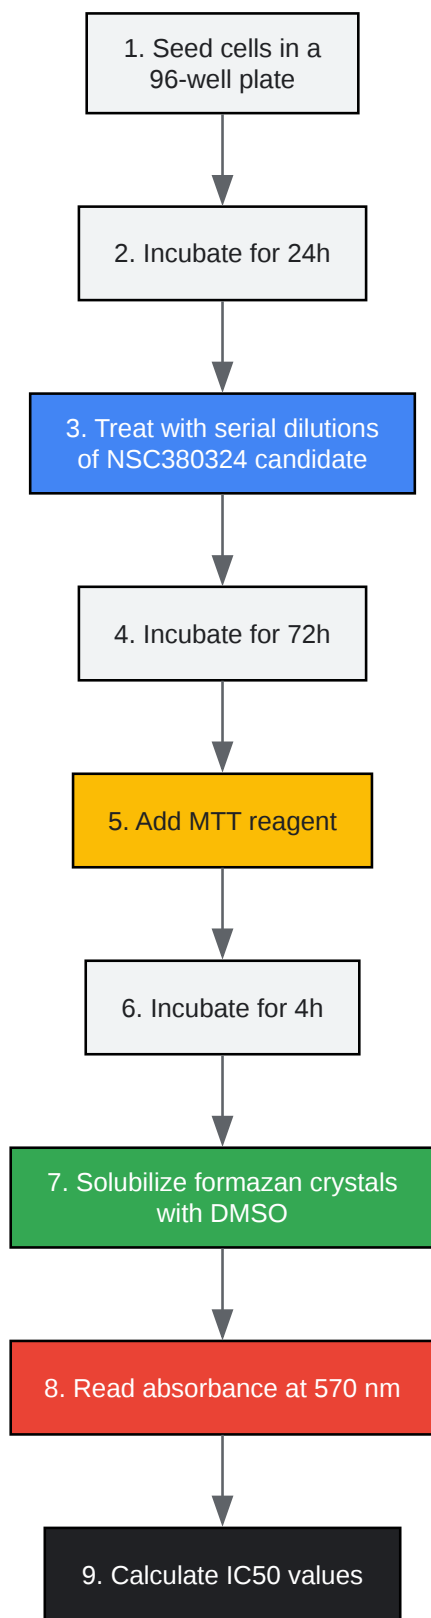 1. Seed cells in a
96-well plate
2. Incubate for 24h
3. Treat with serial dilutions
of NSC380324 candidate
4. Incubate for 72h
5. Add MTT reagent
6. Incubate for 4h
7. Solubilize formazan crystals
with DMSO
8. Read absorbance at 570 nm
9. Calculate IC50 values